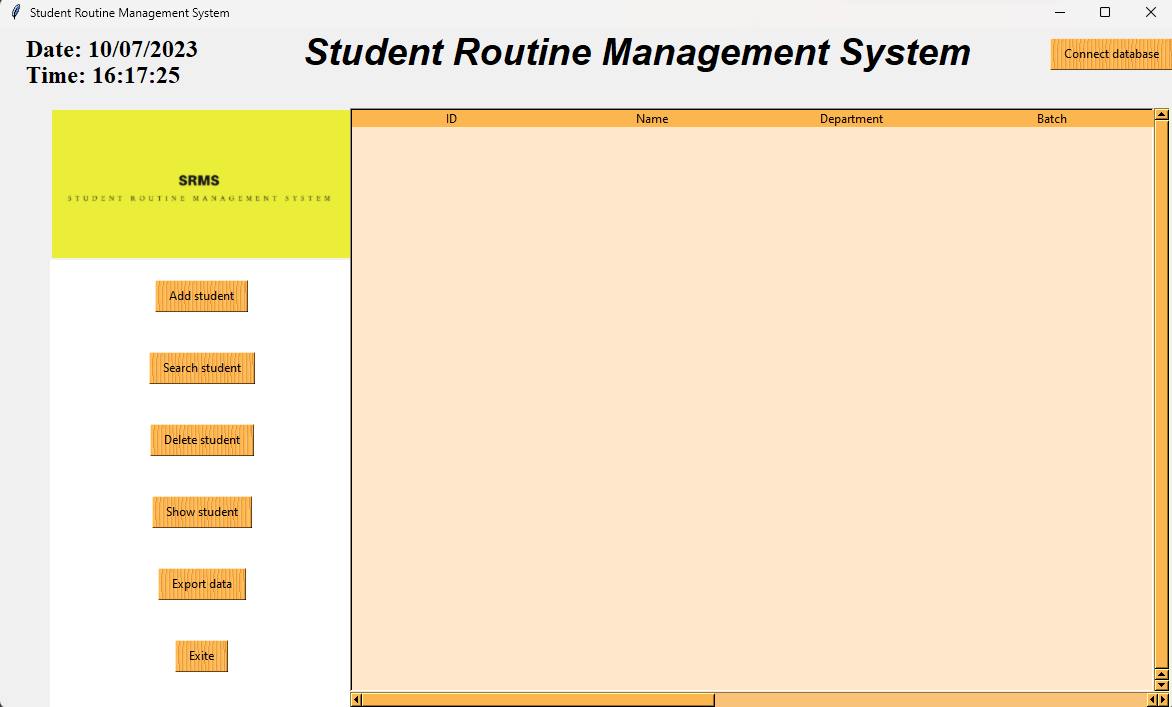 Student Routine Management System
Date: 10/07/2023
Time: 16:17:25
Student Routine Management System
Connect database
SRMS
STUDENT ROUTINE MANAGEMENT SYSTEM
ID Name Department Batch
Add student
Search student
Delete student
Show student
Export data
Exite